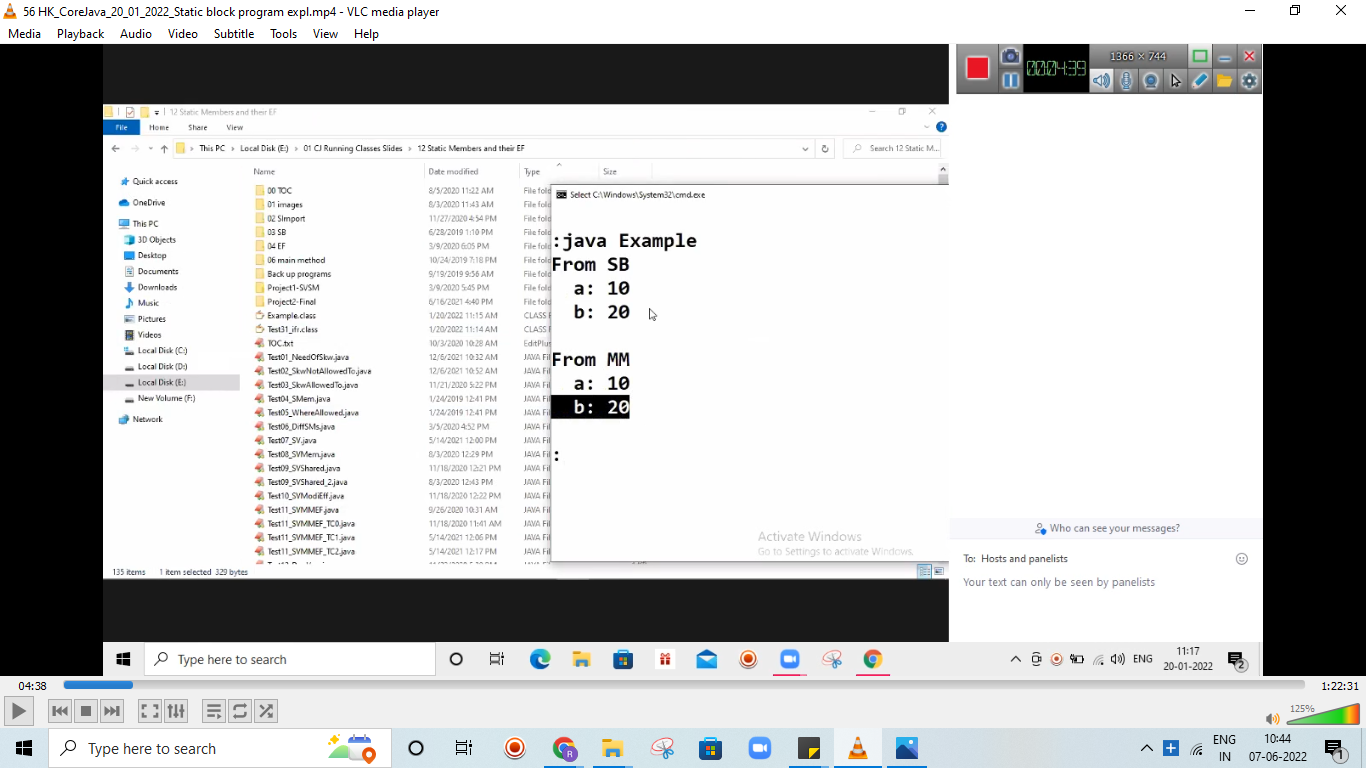 56 HK_CoreJava_20_01_2022_Static block program expl.mp4 - VLC media player
Media Playback Audio Video Subtitle Tools View Help
1366 × 744
00:04:39
12 Static Members and their EF
File Home Share View
This PC > Local Disk (E:) > 01 CJ Running Classes Slides > 12 Static Members and their EF
Search 12 Static M...
Name Date modified Type Size
Quick access
OneDrive
This PC
3D Objects
Desktop
Documents
Downloads
Music
Pictures
Videos
Local Disk (C:)
Local Disk (D:)
Local Disk (E:)
New Volume (F:)
Network
00 TOC 8/5/2020 11:22 AM File fold
01 images 8/3/2020 11:43 AM File fold
02 SImport 11/27/2020 4:54 PM File fold
03 SB 6/28/2019 1:10 PM File fold
04 EF 3/9/2020 6:05 PM File fold
06 main method 10/24/2019 7:18 PM File fold
Back up programs 9/19/2019 9:56 AM File fold
Project1-SVSM 3/9/2020 5:45 PM File fold
Project2-Final 6/16/2021 4:40 PM File fold
Example.class 1/20/2022 11:15 AM CLASS F
Test31_ifr.class 1/20/2022 11:14 AM CLASS F
TOC.txt 10/3/2020 10:28 AM EditPlus
Test01_NeedOfSkw.java 12/6/2021 10:32 AM JAVA Fil
Test02_SkwNotAllowedTo.java 12/6/2021 10:52 AM JAVA Fil
Test03_SkwAllowedTo.java 11/21/2020 5:22 PM JAVA Fil
Test04_SMem.java 1/24/2019 12:41 PM JAVA Fil
Test05_WhereAllowed.java 1/24/2019 12:41 PM JAVA Fil
Test06_DiffSMs.java 3/5/2020 4:52 PM JAVA Fil
Test07_SV.java 5/14/2021 12:00 PM JAVA Fil
Test08_SVMem.java 8/3/2020 12:29 PM JAVA Fil
Test09_SVShared.java 11/18/2020 12:21 PM JAVA Fil
Test09_SVShared_2.java 8/3/2020 12:43 PM JAVA Fil
Test10_SVModiEff.java 11/18/2020 12:22 PM JAVA Fil
Test11_SVMMEF.java 9/26/2020 10:31 AM JAVA Fil
Test11_SVMMEF_TC0.java 11/18/2020 11:41 AM JAVA Fil
Test11_SVMMEF_TC1.java 5/14/2021 12:06 PM JAVA Fil
Test11_SVMMEF_TC2.java 5/14/2021 12:17 PM JAVA Fil
135 items 1 item selected 329 bytes
Select C:\Windows\System32\cmd.exe
:java Example
From SB
a: 10
b: 20
From MM
a: 10
b: 20
:
Activate Windows
Go to Settings to activate Windows.
Who can see your messages?
To: Hosts and panelists
Your text can only be seen by panelists
Type here to search
ENG
11:17
20-01-2022
2
04:38
1:22:31
125%
Type here to search
ENG
IN
10:44
07-06-2022
1